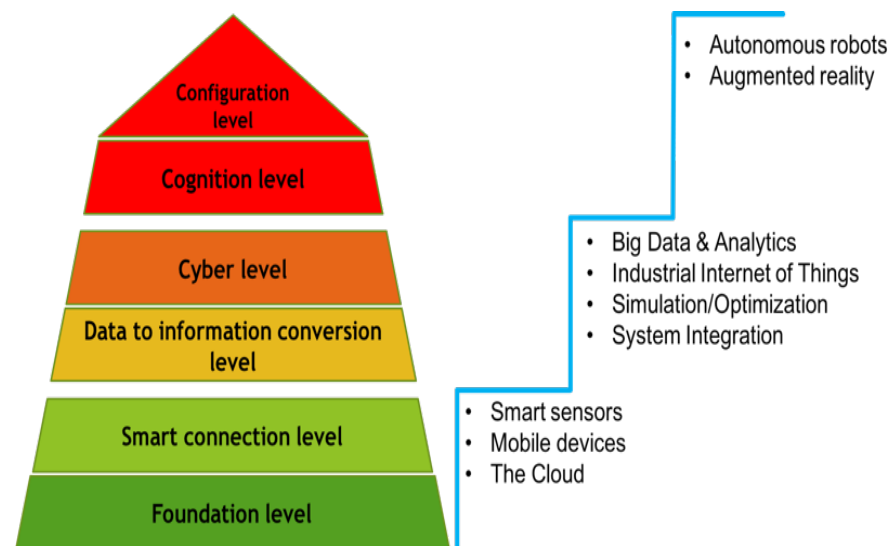 Configuration
level
Cognition level
Cyber level
Data to information conversion
level
Smart connection level
Foundation level
• Autonomous robots
• Augmented reality
• Big Data & Analytics
• Industrial Internet of Things
• Simulation/Optimization
• System Integration
• Smart sensors
• Mobile devices
• The Cloud